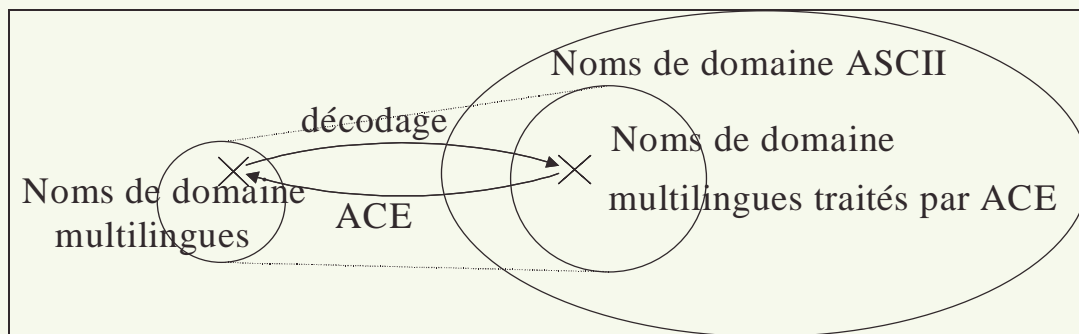 Noms de domaine ASCII
décodage
Noms de domaine
multilingues traités par ACE
Noms de domaine
multilingues
ACE